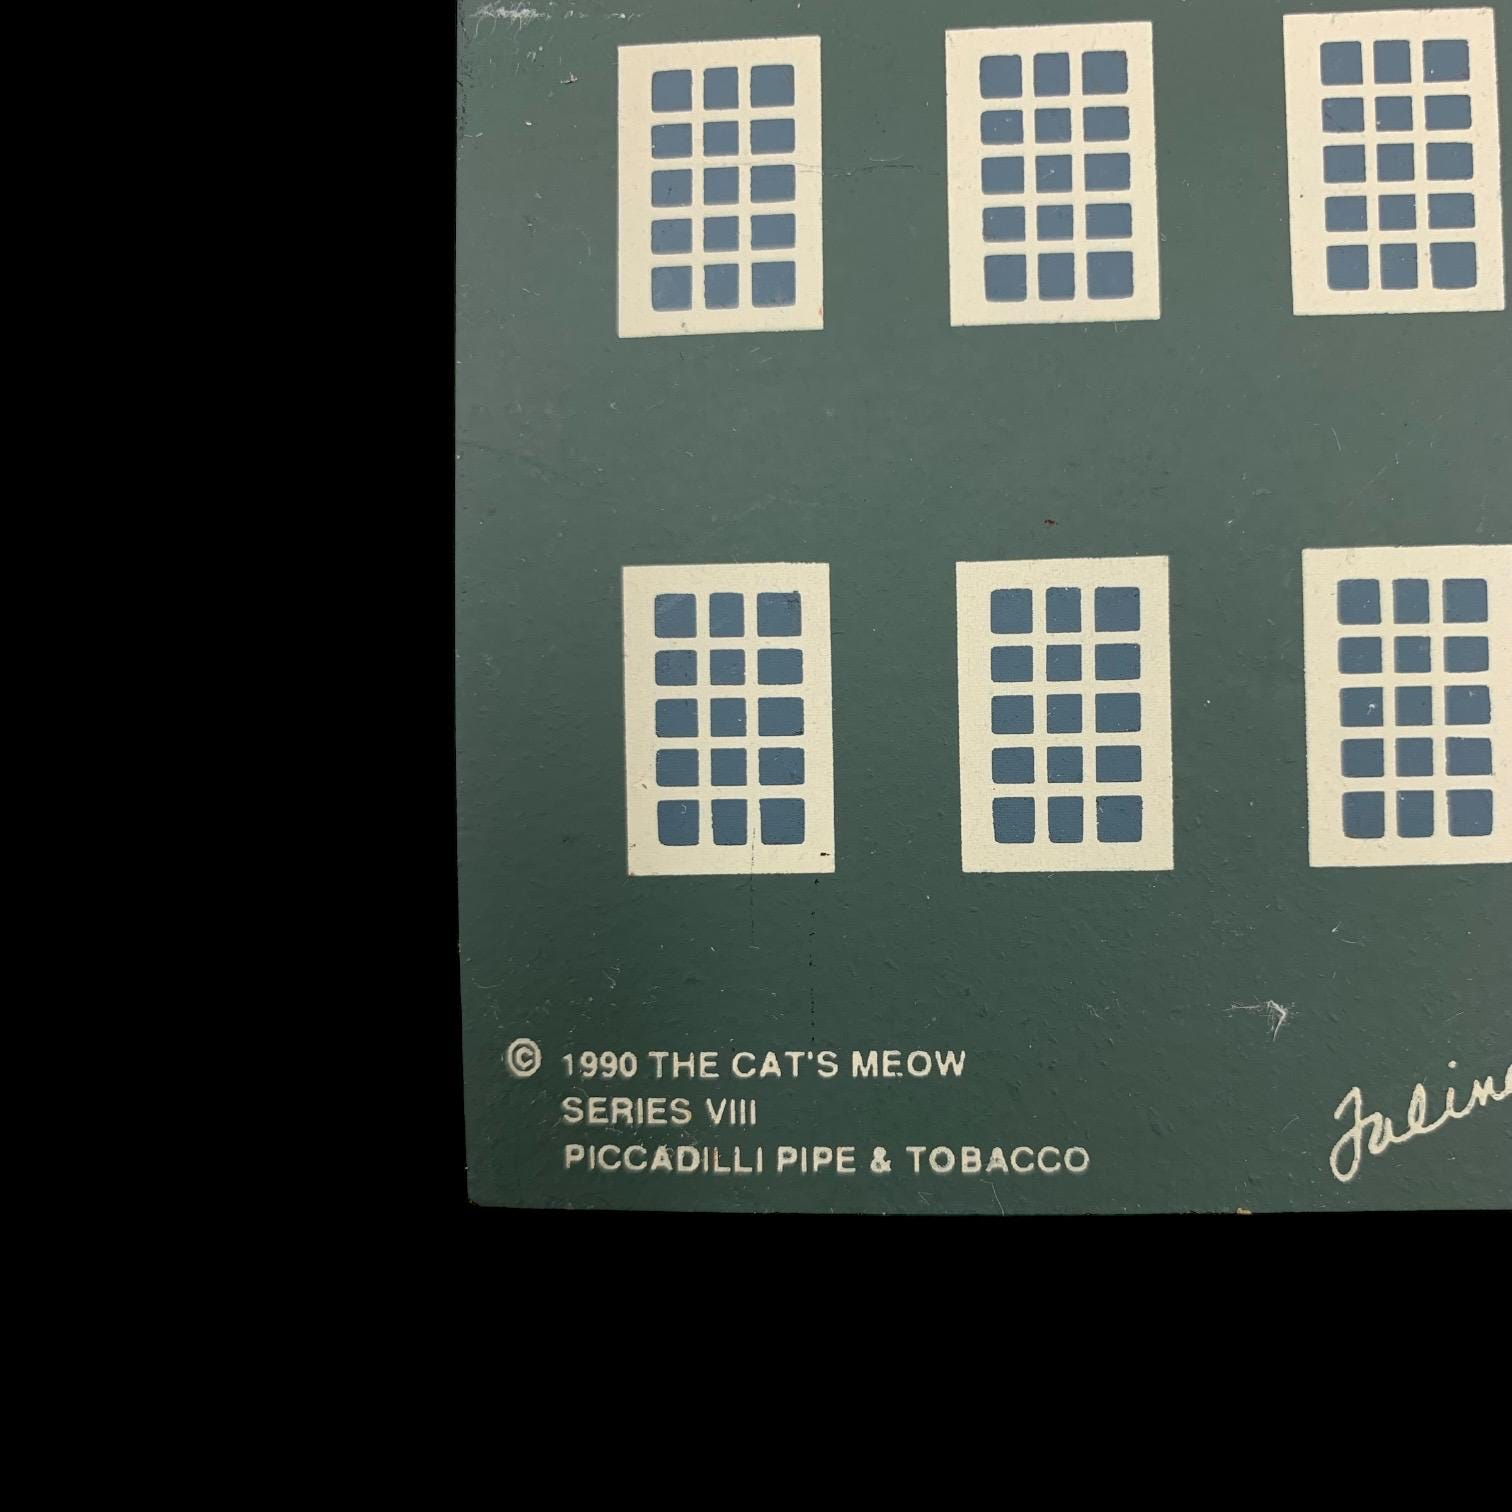 © 1990 THE CAT'S MEOW
SERIES VIII
PICCADILLI PIPE & TOBACCO